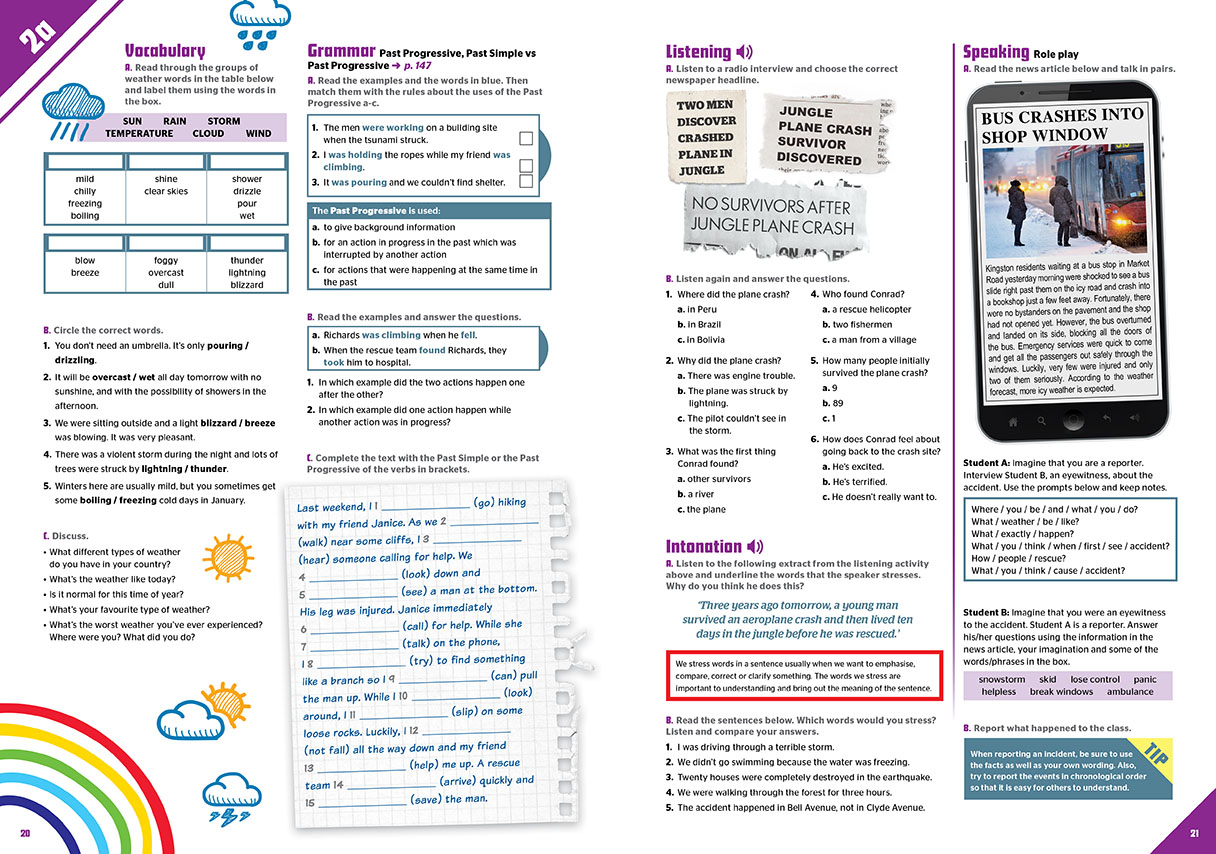 2a
Vocabulary
A. Read through the groups of
weather words in the table below
and label them using the words in
the box.
SUN RAIN STORM
TEMPERATURE CLOUD WIND
mild
chilly
freezing
boiling
shine
clear skies
shower
drizzle
pour
wet
blow
breeze
foggy
overcast
dull
thunder
lightning
blizzard
B. Circle the correct words.
1. You don't need an umbrella. It's only pouring /
drizzling.
2. It will be overcast / wet all day tomorrow with no
sunshine, and with the possibility of showers in the
afternoon.
3. We were sitting outside and a light blizzard / breeze
was blowing. It was very pleasant.
4. There was a violent storm during the night and lots of
trees were struck by lightning / thunder.
5. Winters here are usually mild, but you sometimes get
some boiling / freezing cold days in January.
C. Discuss.
• What different types of weather
do you have in your country?
• What's the weather like today?
• Is it normal for this time of year?
• What's your favourite type of weather?
• What's the worst weather you've ever experienced?
Where were you? What did you do?
20
Grammar Past Progressive, Past Simple vs
Past Progressive → p. 147
A. Read the examples and the words in blue. Then
match them with the rules about the uses of the Past
Progressive a-c.
1. The men were working on a building site
when the tsunami struck.
2. I was holding the ropes while my friend was
climbing.
3. It was pouring and we couldn't find shelter.
The Past Progressive is used:
a. to give background information
b. for an action in progress in the past which was
interrupted by another action
c. for actions that were happening at the same time in
the past
B. Read the examples and answer the questions.
a. Richards was climbing when he fell.
b. When the rescue team found Richards, they
took him to hospital.
1. In which example did the two actions happen one
after the other?
2. In which example did one action happen while
another action was in progress?
C. Complete the text with the Past Simple or the Past
Progressive of the verbs in brackets.
Last weekend, I 1 ______________ (go) hiking
with my friend Janice. As we 2 ______________
(walk) near some cliffs, I 3 ______________
(hear) someone calling for help. We
4 ______________ (look) down and
5 ______________ (see) a man at the bottom.
His leg was injured. Janice immediately
6 ______________ (call) for help. While she
7 ______________ (talk) on the phone,
I 8 ______________ (try) to find something
like a branch so I 9 ______________ (can) pull
the man up. While I 10 ______________ (look)
around, I 11 ______________ (slip) on some
loose rocks. Luckily, I 12 ______________
(not fall) all the way down and my friend
13 ______________ (help) me up. A rescue
team 14 ______________ (arrive) quickly and
15 ______________ (save) the man.
Listening
A. Listen to a radio interview and choose the correct
newspaper headline.
TWO MEN
DISCOVER
CRASHED
PLANE IN
JUNGLE
JUNGLE
PLANE CRASH
SURVIVOR
DISCOVERED
NO SURVIVORS AFTER
JUNGLE PLANE CRASH
B. Listen again and answer the questions.
1. Where did the plane crash?
a. in Peru
b. in Brazil
c. in Bolivia
2. Why did the plane crash?
a. There was engine trouble.
b. The plane was struck by
lightning.
c. The pilot couldn't see in
the storm.
3. What was the first thing
Conrad found?
a. other survivors
b. a river
c. the plane
4. Who found Conrad?
a. a rescue helicopter
b. two fishermen
c. a man from a village
5. How many people initially
survived the plane crash?
a. 9
b. 89
c. 1
6. How does Conrad feel about
going back to the crash site?
a. He's excited.
b. He's terrified.
c. He doesn't really want to.
Intonation
A. Listen to the following extract from the listening activity
above and underline the words that the speaker stresses.
Why do you think he does this?
'Three years ago tomorrow, a young man
survived an aeroplane crash and then lived ten
days in the jungle before he was rescued.'
We stress words in a sentence usually when we want to emphasise,
compare, correct or clarify something. The words we stress are
important to understanding and bring out the meaning of the sentence.
B. Read the sentences below. Which words would you stress?
Listen and compare your answers.
1. I was driving through a terrible storm.
2. We didn't go swimming because the water was freezing.
3. Twenty houses were completely destroyed in the earthquake.
4. We were walking through the forest for three hours.
5. The accident happened in Bell Avenue, not in Clyde Avenue.
Speaking Role play
A. Read the news article below and talk in pairs.
BUS CRASHES INTO
SHOP WINDOW
Kingston residents waiting at a bus stop in Market
Road yesterday morning were shocked to see a bus
slide right past them on the icy road and crash into
a bookshop just a few feet away. Fortunately, there
were no bystanders on the pavement and the shop
had not opened yet. However, the bus overturned
and landed on its side, blocking all the doors of
the bus. Emergency services were quick to come
and get all the passengers out safely through the
windows. Luckily, very few were injured and only
two of them seriously. According to the weather
forecast, more icy weather is expected.
Student A: Imagine that you are a reporter.
Interview Student B, an eyewitness, about the
accident. Use the prompts below and keep notes.
Where / you / be / and / what / you / do?
What / weather / be / like?
What / exactly / happen?
What / you / think / when / first / see / accident?
How / people / rescue?
What / you / think / cause / accident?
Student B: Imagine that you were an eyewitness
to the accident. Student A is a reporter. Answer
his/her questions using the information in the
news article, your imagination and some of the
words/phrases in the box.
snowstorm skid lose control panic
helpless break windows ambulance
B. Report what happened to the class.
When reporting an incident, be sure to use
the facts as well as your own wording. Also,
try to report the events in chronological order
so that it is easy for others to understand.
TIP
21